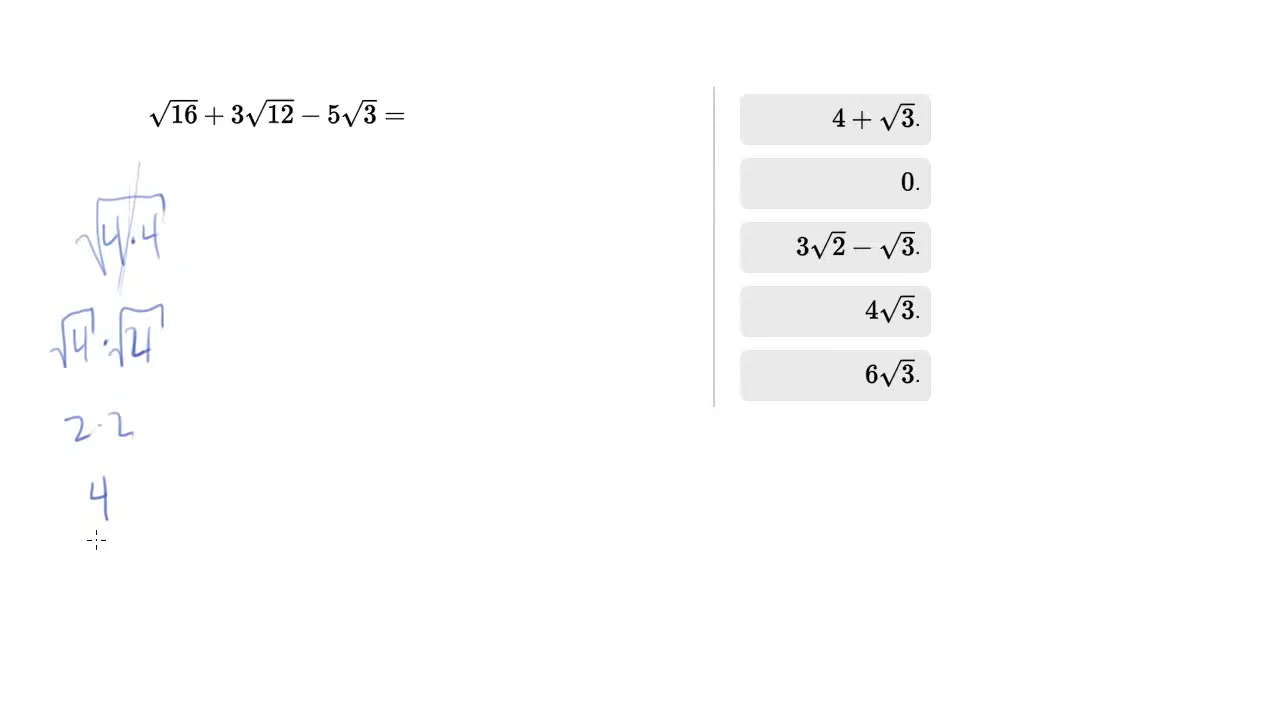 √16 + 3√12 − 5√3 =
√4·4
√4·√4
2·2
4
4 + √3.
0.
3√2 − √3.
4√3.
6√3.